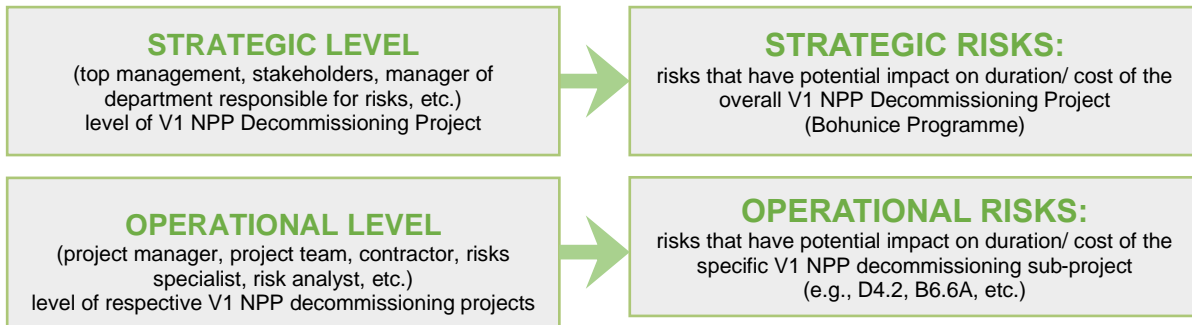 STRATEGIC LEVEL
(top management, stakeholders, manager of
department responsible for risks, etc.)
level of V1 NPP Decommissioning Project
STRATEGIC RISKS:
risks that have potential impact on duration/ cost of the
overall V1 NPP Decommissioning Project
(Bohunice Programme)
OPERATIONAL LEVEL
(project manager, project team, contractor, risks
specialist, risk analyst, etc.)
level of respective V1 NPP decommissioning projects
OPERATIONAL RISKS:
risks that have potential impact on duration/ cost of the
specific V1 NPP decommissioning sub-project
(e.g., D4.2, B6.6A, etc.)